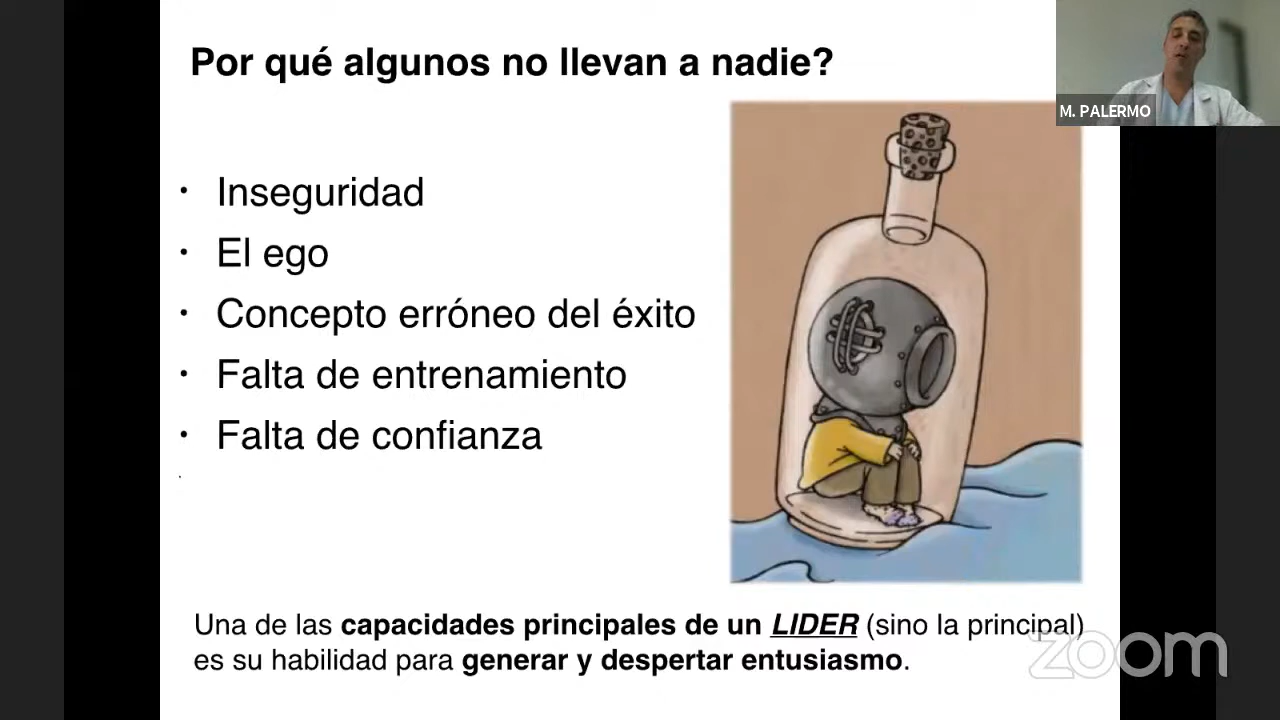 Por qué algunos no llevan a nadie?
M. PALERMO
• Inseguridad
• El ego
• Concepto erróneo del éxito
• Falta de entrenamiento
• Falta de confianza
Una de las capacidades principales de un LIDER (sino la principal)
es su habilidad para generar y despertar entusiasmo.
zoom